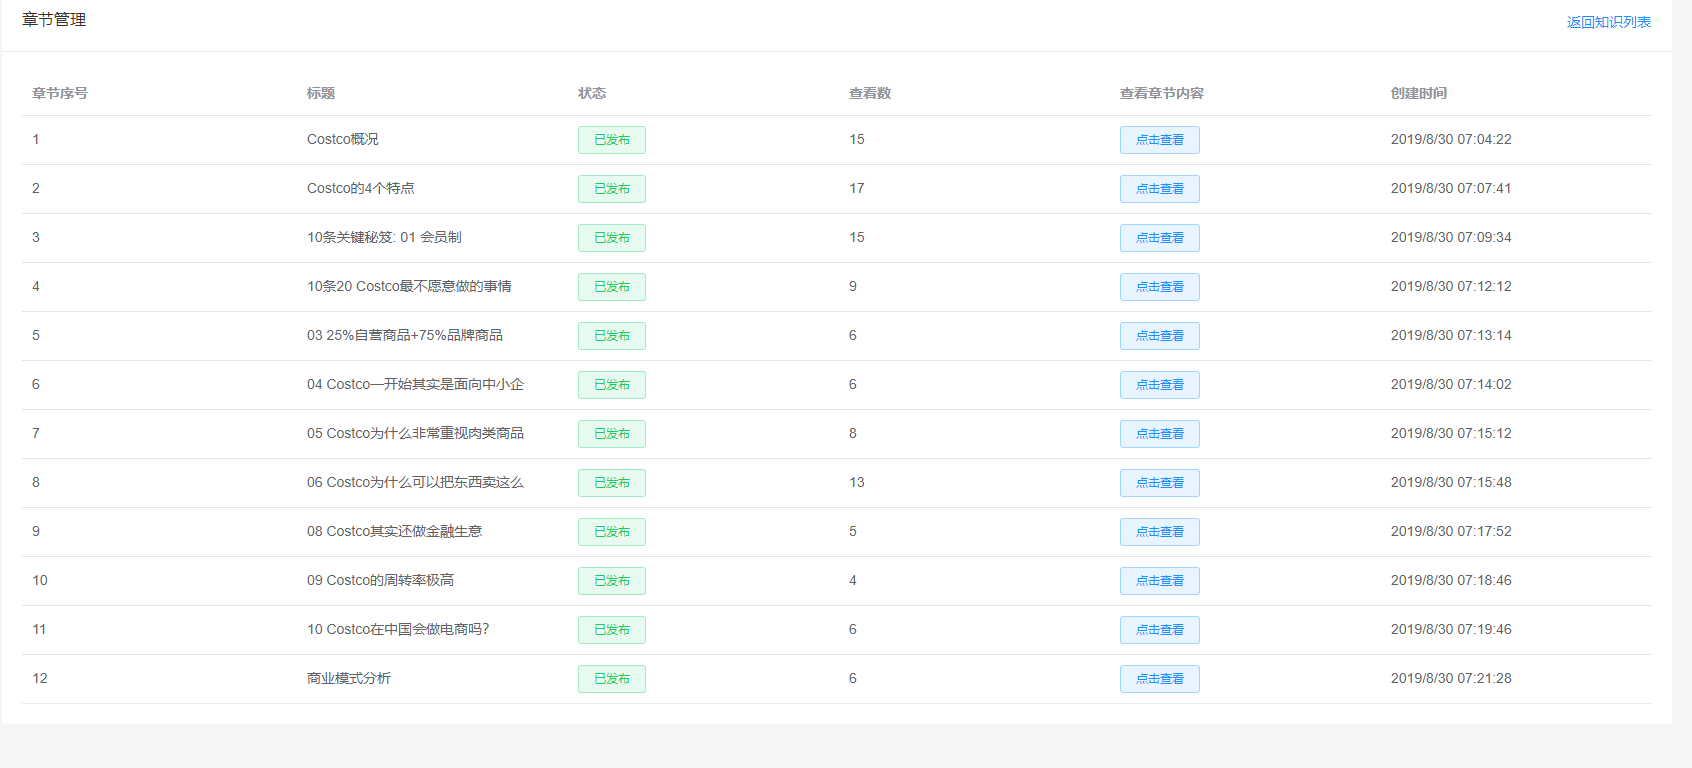 章节管理
返回知识列表
章节序号 标题 状态 查看数 查看章节内容 创建时间
1 Costco概况 已发布 15 点击查看 2019/8/30 07:04:22
2 Costco的4个特点 已发布 17 点击查看 2019/8/30 07:07:41
3 10条关键秘笈: 01 会员制 已发布 15 点击查看 2019/8/30 07:09:34
4 10条20 Costco最不愿意做的事情 已发布 9 点击查看 2019/8/30 07:12:12
5 03 25%自营商品+75%品牌商品 已发布 6 点击查看 2019/8/30 07:13:14
6 04 Costco一开始其实是面向中小企 已发布 6 点击查看 2019/8/30 07:14:02
7 05 Costco为什么非常重视肉类商品 已发布 8 点击查看 2019/8/30 07:15:12
8 06 Costco为什么可以把东西卖这么 已发布 13 点击查看 2019/8/30 07:15:48
9 08 Costco其实还做金融生意 已发布 5 点击查看 2019/8/30 07:17:52
10 09 Costco的周转率极高 已发布 4 点击查看 2019/8/30 07:18:46
11 10 Costco在中国会做电商吗? 已发布 6 点击查看 2019/8/30 07:19:46
12 商业模式分析 已发布 6 点击查看 2019/8/30 07:21:28